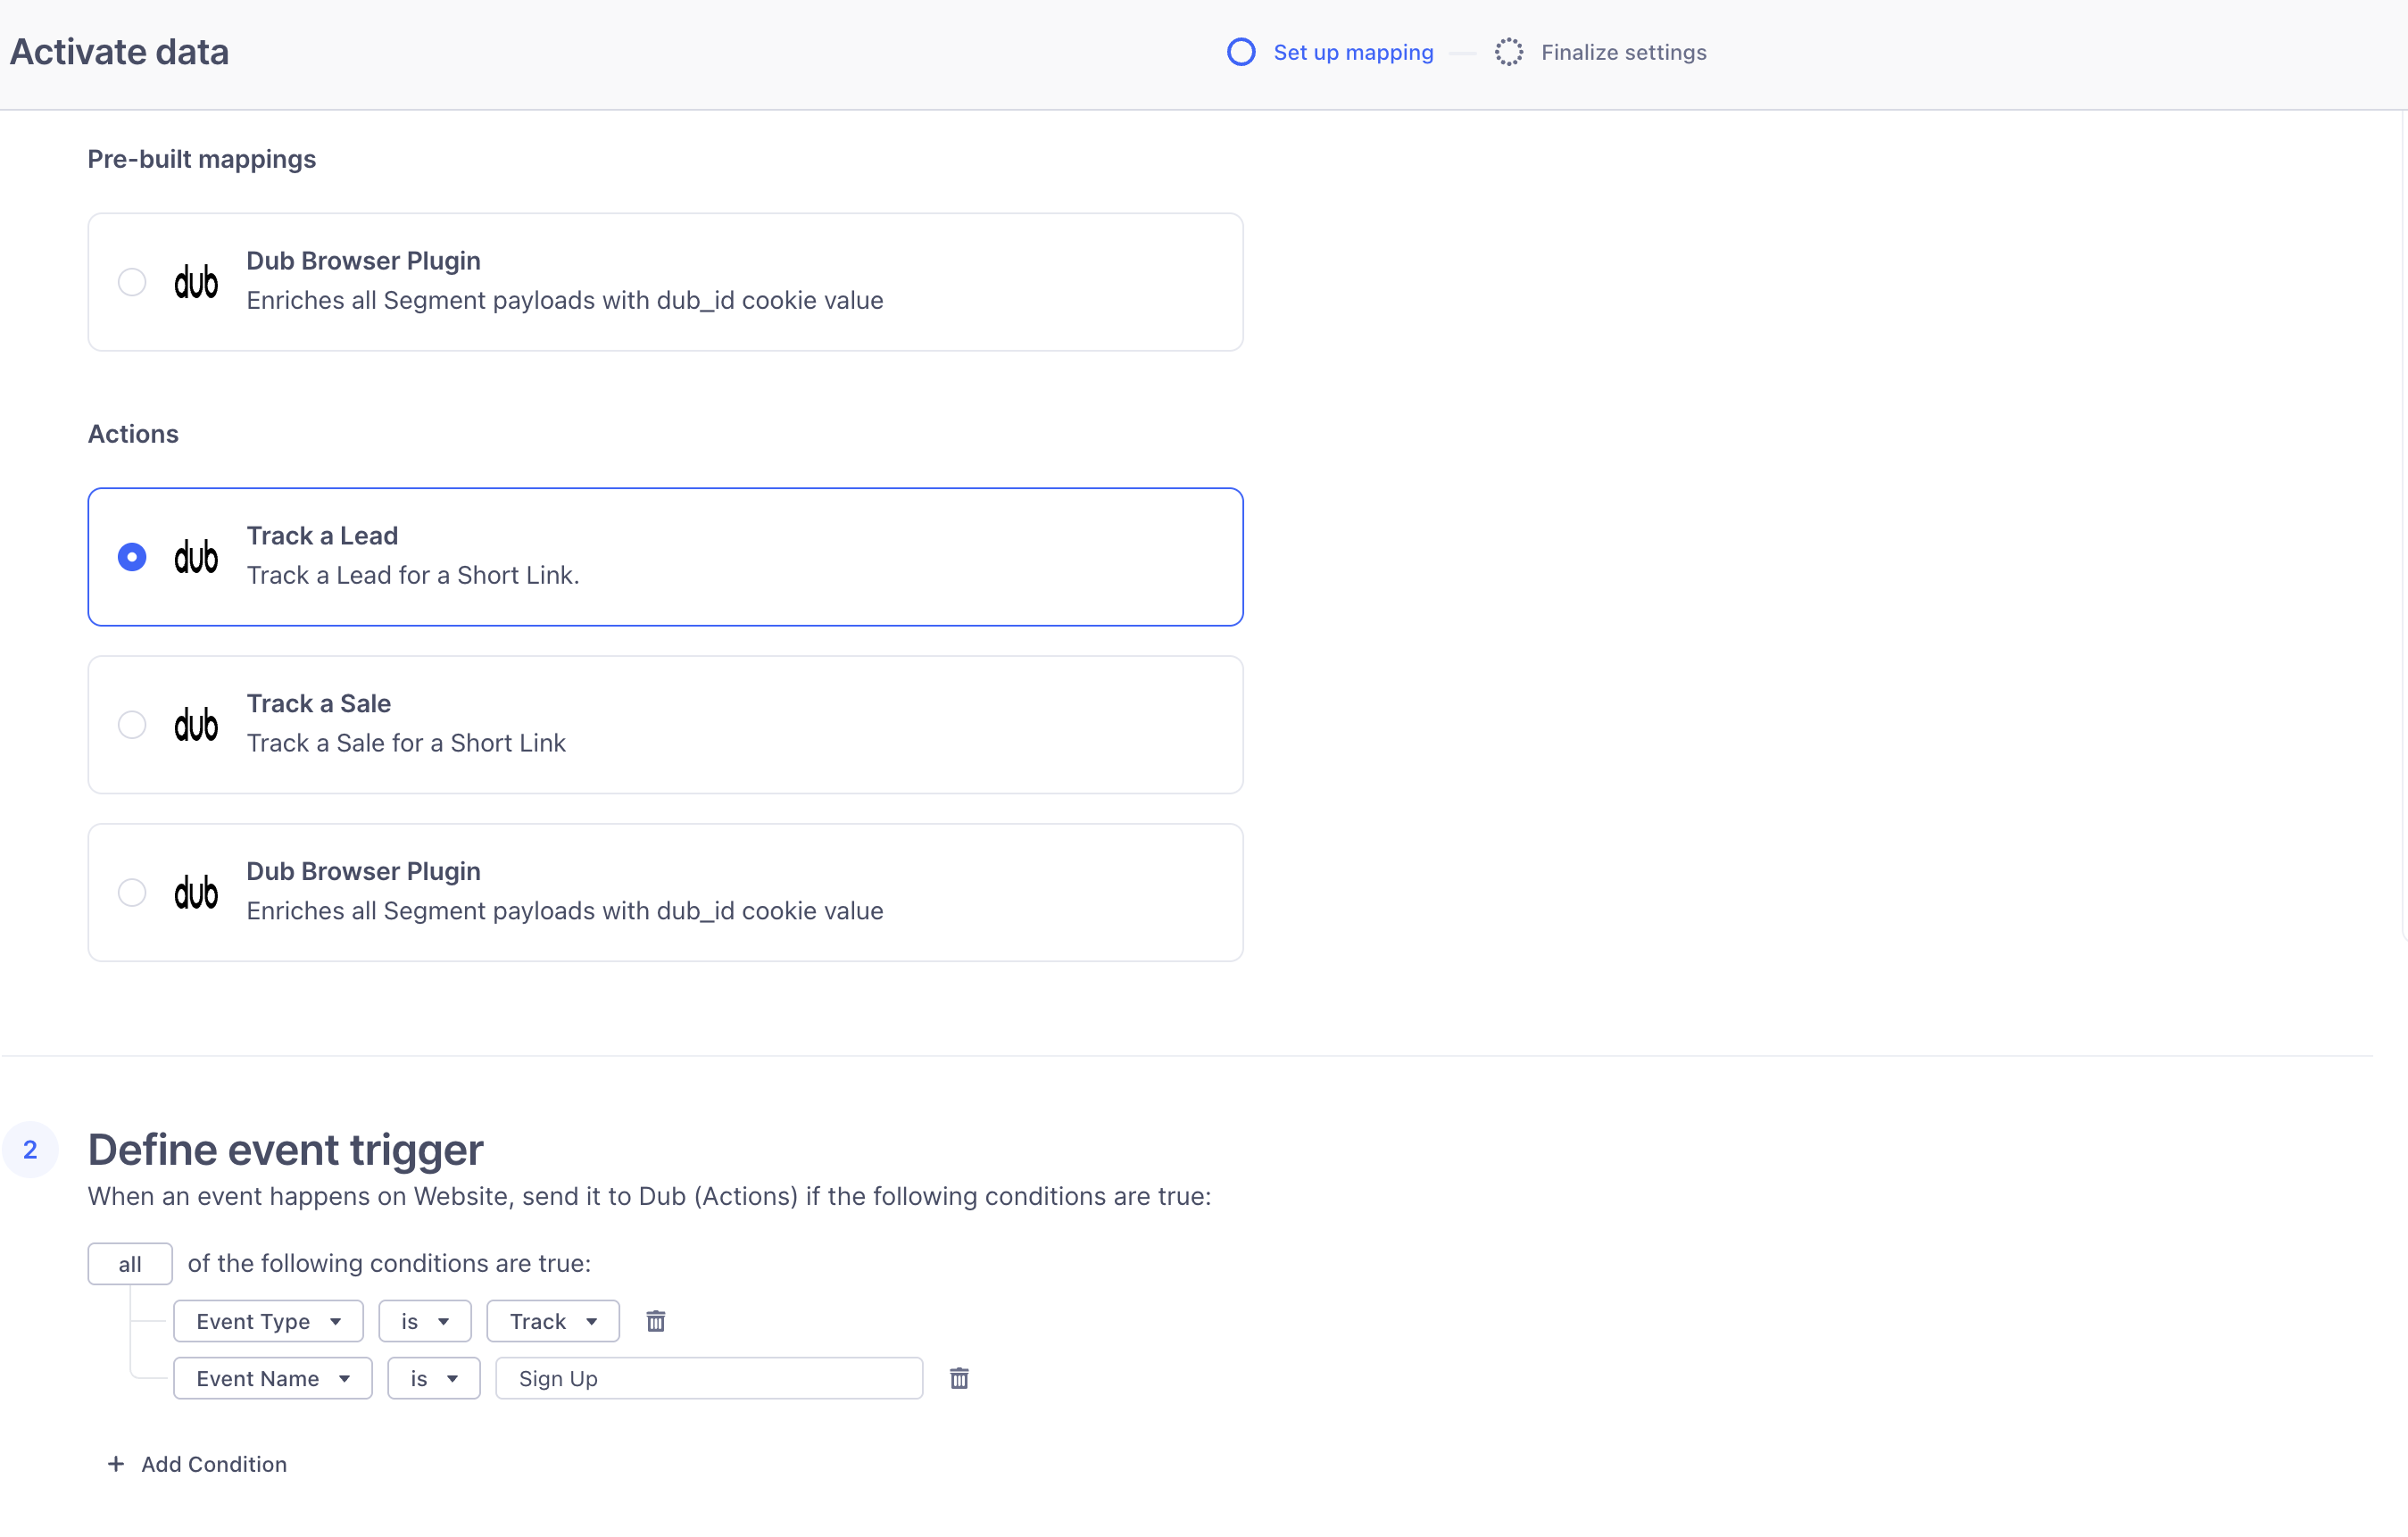 Activate data
Set up mapping
Finalize settings
Pre-built mappings
dub
Dub Browser Plugin
Enriches all Segment payloads with dub_id cookie value
Actions
dub
Track a Lead
Track a Lead for a Short Link.
dub
Track a Sale
Track a Sale for a Short Link
dub
Dub Browser Plugin
Enriches all Segment payloads with dub_id cookie value
2
Define event trigger
When an event happens on Website, send it to Dub (Actions) if the following conditions are true:
all of the following conditions are true:
Event Type is Track
Event Name is Sign Up
+ Add Condition